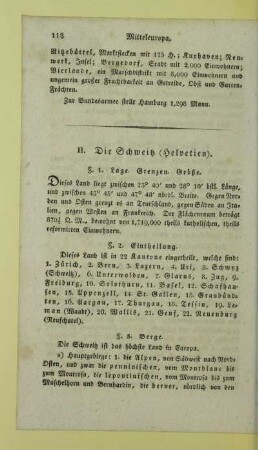 118 Mitteleuropa.
Ritzebüttel, Marktflecken mit 125 H.; Kurhaven; Neu-
werk, Insel; Bergedorf, Stadt mit 2,000 Einwohnern;
Vierlande, ein Marschdistrikt mit 8,000 Einwohnern und
ungemein großer Fruchtbarkeit an Getreide, Obst und Garten-
Früchten.
Zur Bundsarmee stellt Hamburg 1,298 Mann.
II. Die Schweitz (Helvetien).
§. 1. Lage. Grenzen. Größe.
Dieses Land liegt zwischen 23° 40' und 28° 10' östl. Länge,
und zwischen 45° 45' und 47° 48' nördl. Breite. Gegen Nor-
den und Osten grenzt es an Deutschland, gegen Süden an Ita-
lien, gegen Westen an Frankreich. Der Flächenraum beträgt
870½ Q. M., bewohnt von 1,719,000 theils katholischen, theils
reformirten Einwohnern.
§. 2. Eintheilung.
Dieses Land ist in 22 Kantone eingetheilt, welche sind:
1. Zürich, 2. Bern, 3. Luzern, 4. Uri, 5. Schwyz
(Schweiz), 6. Unterwalden, 7. Glarus, 8. Zug, 9.
Freiburg, 10. Solothurn, 11. Basel, 12. Schafhau-
sen, 13. Appenzell, 14. St. Gallen, 15. Graubünd-
ten, 16. Aargau, 17. Thurgau, 18. Tessin, 19. Le-
man (Waadt), 20. Wallis, 21. Genf, 22. Neuenburg
(Neufchatel).
§. 3. Berge.
Die Schweiz ist das höchste Land in Europa.
a) Hauptgebirge: 1. die Alpen, von Südwest nach Nord-
Osten, und zwar die penninischen, vom Montblanc bis
zum Montrosa, die lepontinischen, vom Montrosa bis zum
Muschelhorn und Bernhardin, die berner, nördlich von den